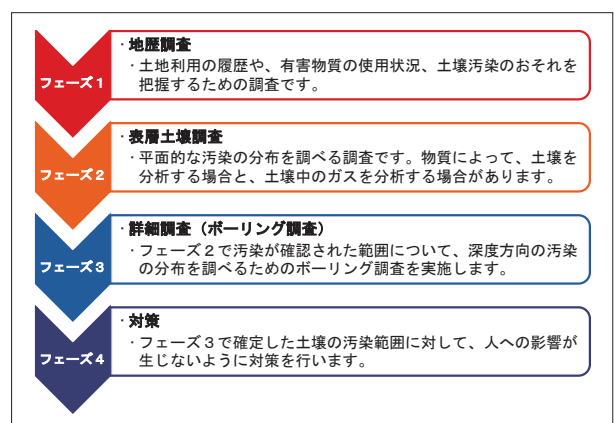 フェーズ1
・地歴調査
・土地利用の履歴や、有害物質の使用状況、土壌汚染のおそれを
把握するための調査です。
フェーズ2
・表層土壌調査
・平面的な汚染の分布を調べる調査です。物質によって、土壌を
分析する場合と、土壌中のガスを分析する場合があります。
フェーズ3
・詳細調査（ボーリング調査）
・フェーズ２で汚染が確認された範囲について、深度方向の汚染
の分布を調べるためのボーリング調査を実施します。
フェーズ4
・対策
・フェーズ３で確定した土壌の汚染範囲に対して、人への影響が
生じないように対策を行います。